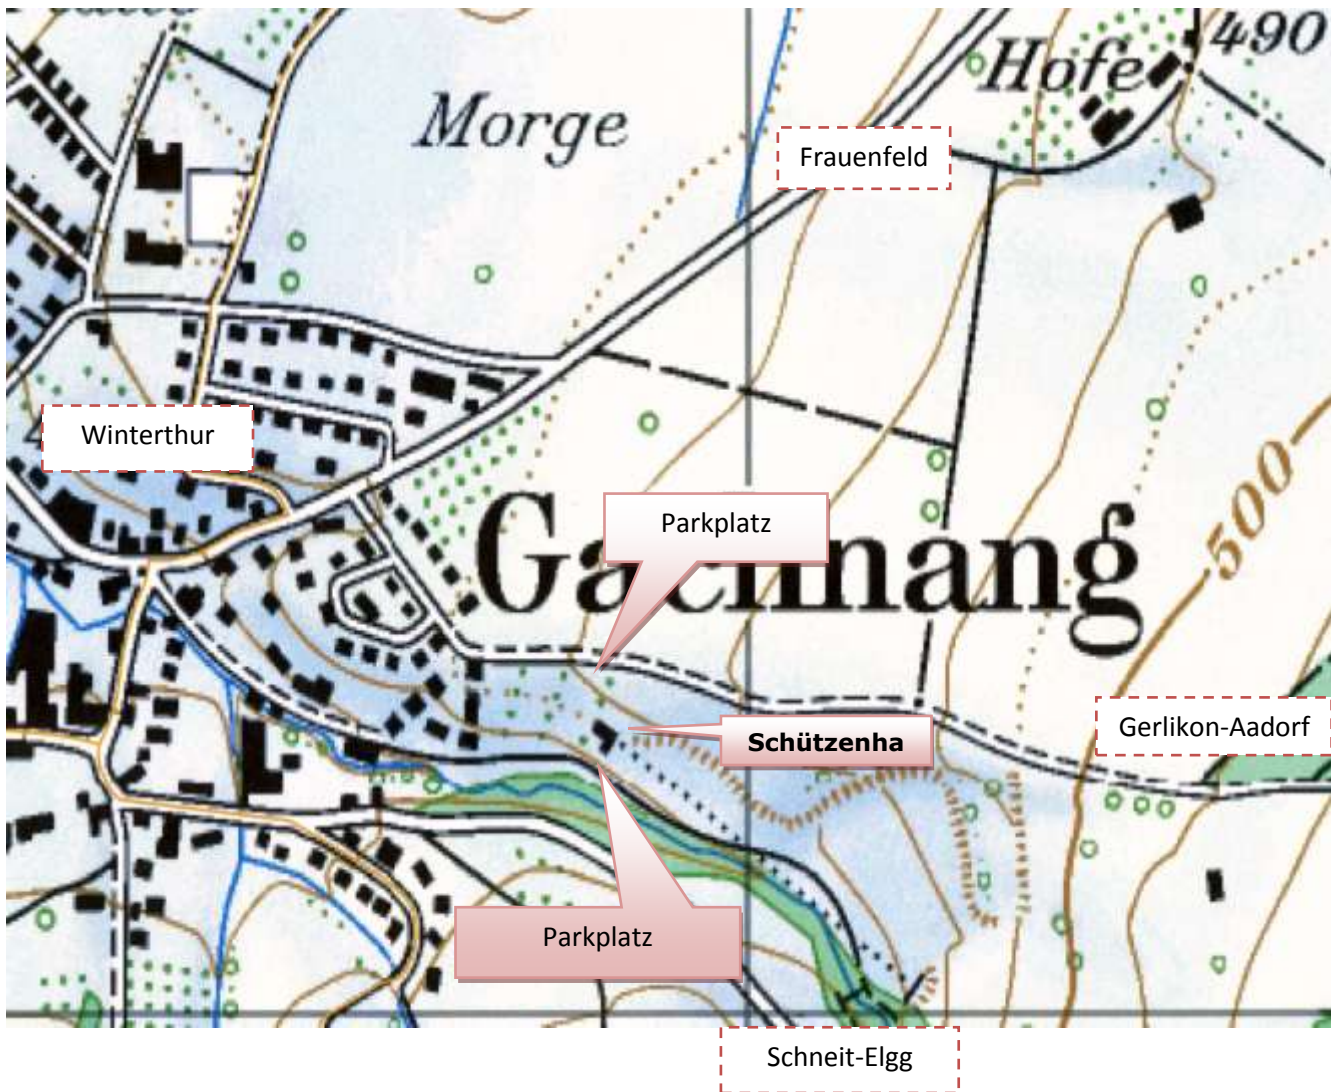 490
Hofe
Morge
Frauenfeld
Winterthur
Parkplatz
Gachnang
500
Gerlikon-Aadorf
Schützenha
Parkplatz
Schneit-Elgg